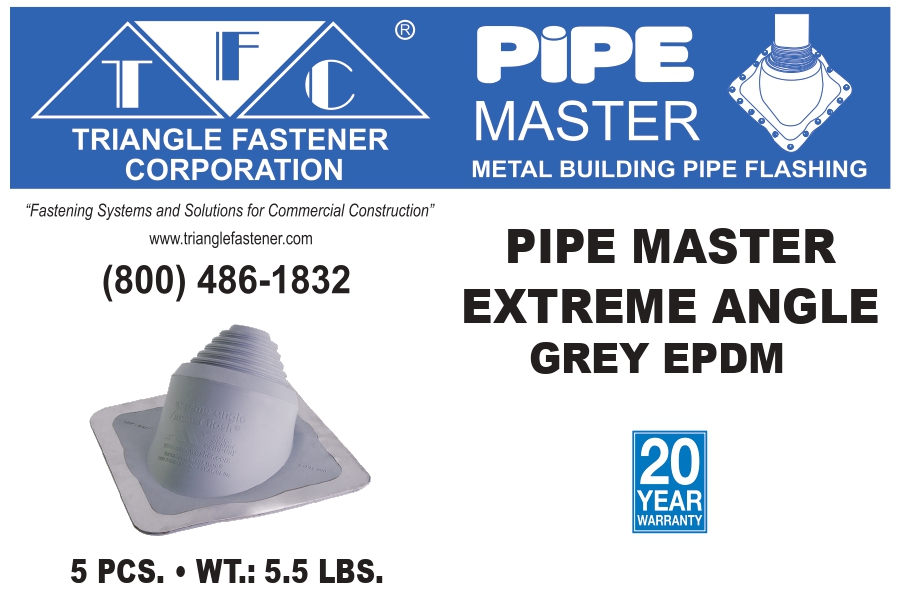 TFC®
TRIANGLE FASTENER
CORPORATION
PiPE
MASTER
METAL BUILDING PIPE FLASHING
“Fastening Systems and Solutions for Commercial Construction”
www.trianglefastener.com
(800) 486-1832
PIPE MASTER
EXTREME ANGLE
GREY EPDM
20
YEAR
WARRANTY
5 PCS. • WT.: 5.5 LBS.